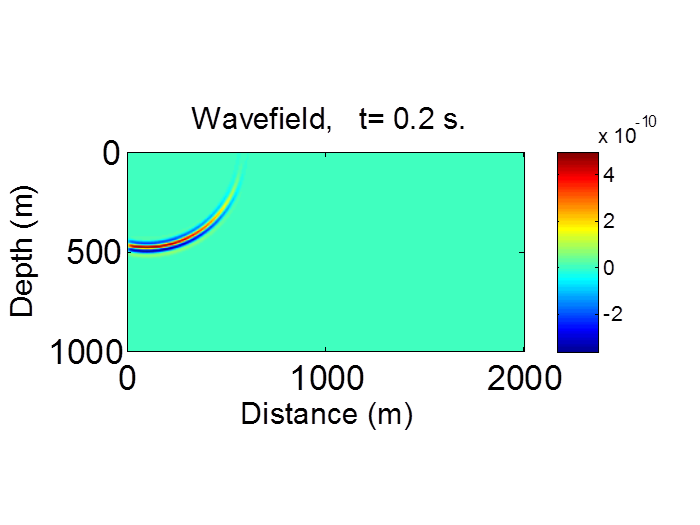 Wavefield,   t= 0.2 s.
x 10-10
0
500
1000
Depth (m)
0
1000
2000
Distance (m)
4
2
0
-2